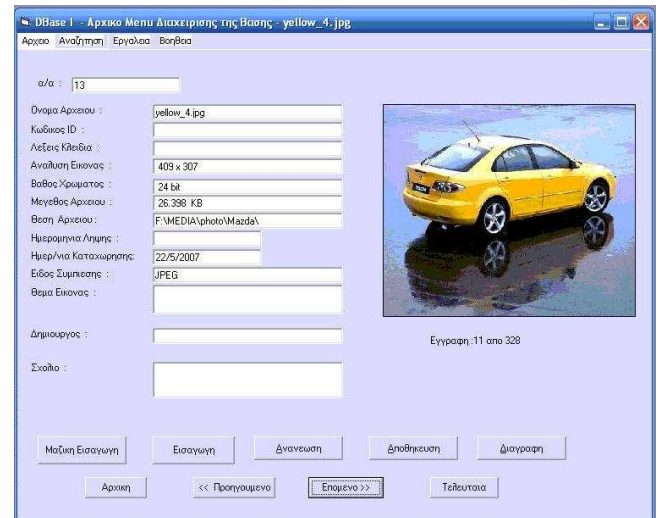 DBase I - Αρχικο Menu Διαχειρισης της Βασης - yellow_4.jpg
Αρχειο Αναζητηση Εργαλεια Βοηθεια
α/α : 13
Ονομα Αρχειου : yellow_4.jpg
Κωδικος ID :
Λεξεις Κλειδια :
Αναλυση Εικονας : 409 x 307
Βαθος Χρωματος : 24 bit
Μεγεθος Αρχειου : 26.398 KB
Θεση Αρχειου : F:\MEDIA\photo\Mazda\
Ημερομηνια Ληψης :
Ημερ/νια Καταχωρησης: 22/5/2007
Ειδος Συμπιεσης : JPEG
Θεμα Εικονας :
Δημιουργος :
Εγγραφη :11 απο 328
Σχολιο :
Μαζικη Εισαγωγη Εισαγωγη Ανανεωση Αποθηκευση Διαγραφη
Αρχικη << Προηγουμενο Επομενο >> Τελευταια